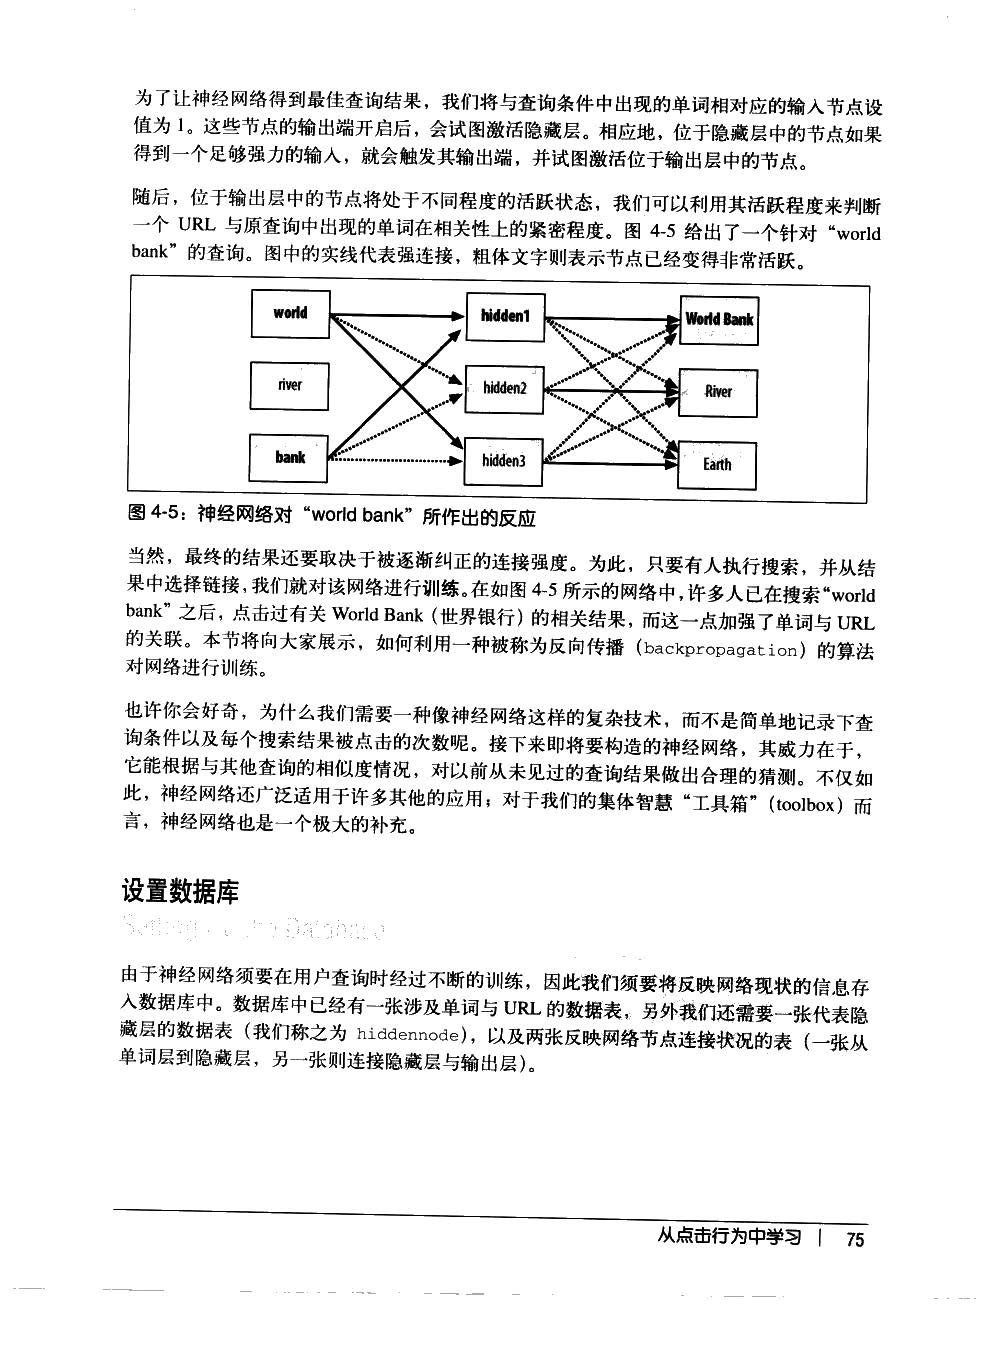 为了让神经网络得到最佳查询结果，我们将与查询条件中出现的单词相对应的输入节点设
值为 1。这些节点的输出端开启后，会试图激活隐藏层。相应地，位于隐藏层中的节点如果
得到一个足够强力的输入，就会触发其输出端，并试图激活位于输出层中的节点。
随后，位于输出层中的节点将处于不同程度的活跃状态，我们可以利用其活跃程度来判断
一个 URL 与原查询中出现的单词在相关性上的紧密程度。图 4-5 给出了一个针对“world
bank”的查询。图中的实线代表强连接，粗体文字则表示节点已经变得非常活跃。
world hidden1 World Bank
river hidden2 River
bank hidden3 Earth
图 4-5：神经网络对“world bank”所作出的反应
当然，最终的结果还要取决于被逐渐纠正的连接强度。为此，只要有人执行搜索，并从结
果中选择链接，我们就对该网络进行训练。在如图 4-5 所示的网络中，许多人已在搜索“world
bank”之后，点击过有关 World Bank（世界银行）的相关结果，而这一点加强了单词与 URL
的关联。本节将向大家展示，如何利用一种被称为反向传播（backpropagation）的算法
对网络进行训练。
也许你会好奇，为什么我们需要一种像神经网络这样的复杂技术，而不是简单地记录下查
询条件以及每个搜索结果被点击的次数呢。接下来即将要构造的神经网络，其威力在于，
它能根据与其他查询的相似度情况，对以前从未见过的查询结果做出合理的猜测。不仅如
此，神经网络还广泛适用于许多其他的应用；对于我们的集体智慧“工具箱”（toolbox）而
言，神经网络也是一个极大的补充。
设置数据库
Database
由于神经网络须要在用户查询时经过不断的训练，因此我们须要将反映网络现状的信息存
入数据库中。数据库中已经有一张涉及单词与 URL 的数据表，另外我们还需要一张代表隐
藏层的数据表（我们称之为 hiddennode），以及两张反映网络节点连接状况的表（一张从
单词层到隐藏层，另一张则连接隐藏层与输出层）。
从点击行为中学习 | 75